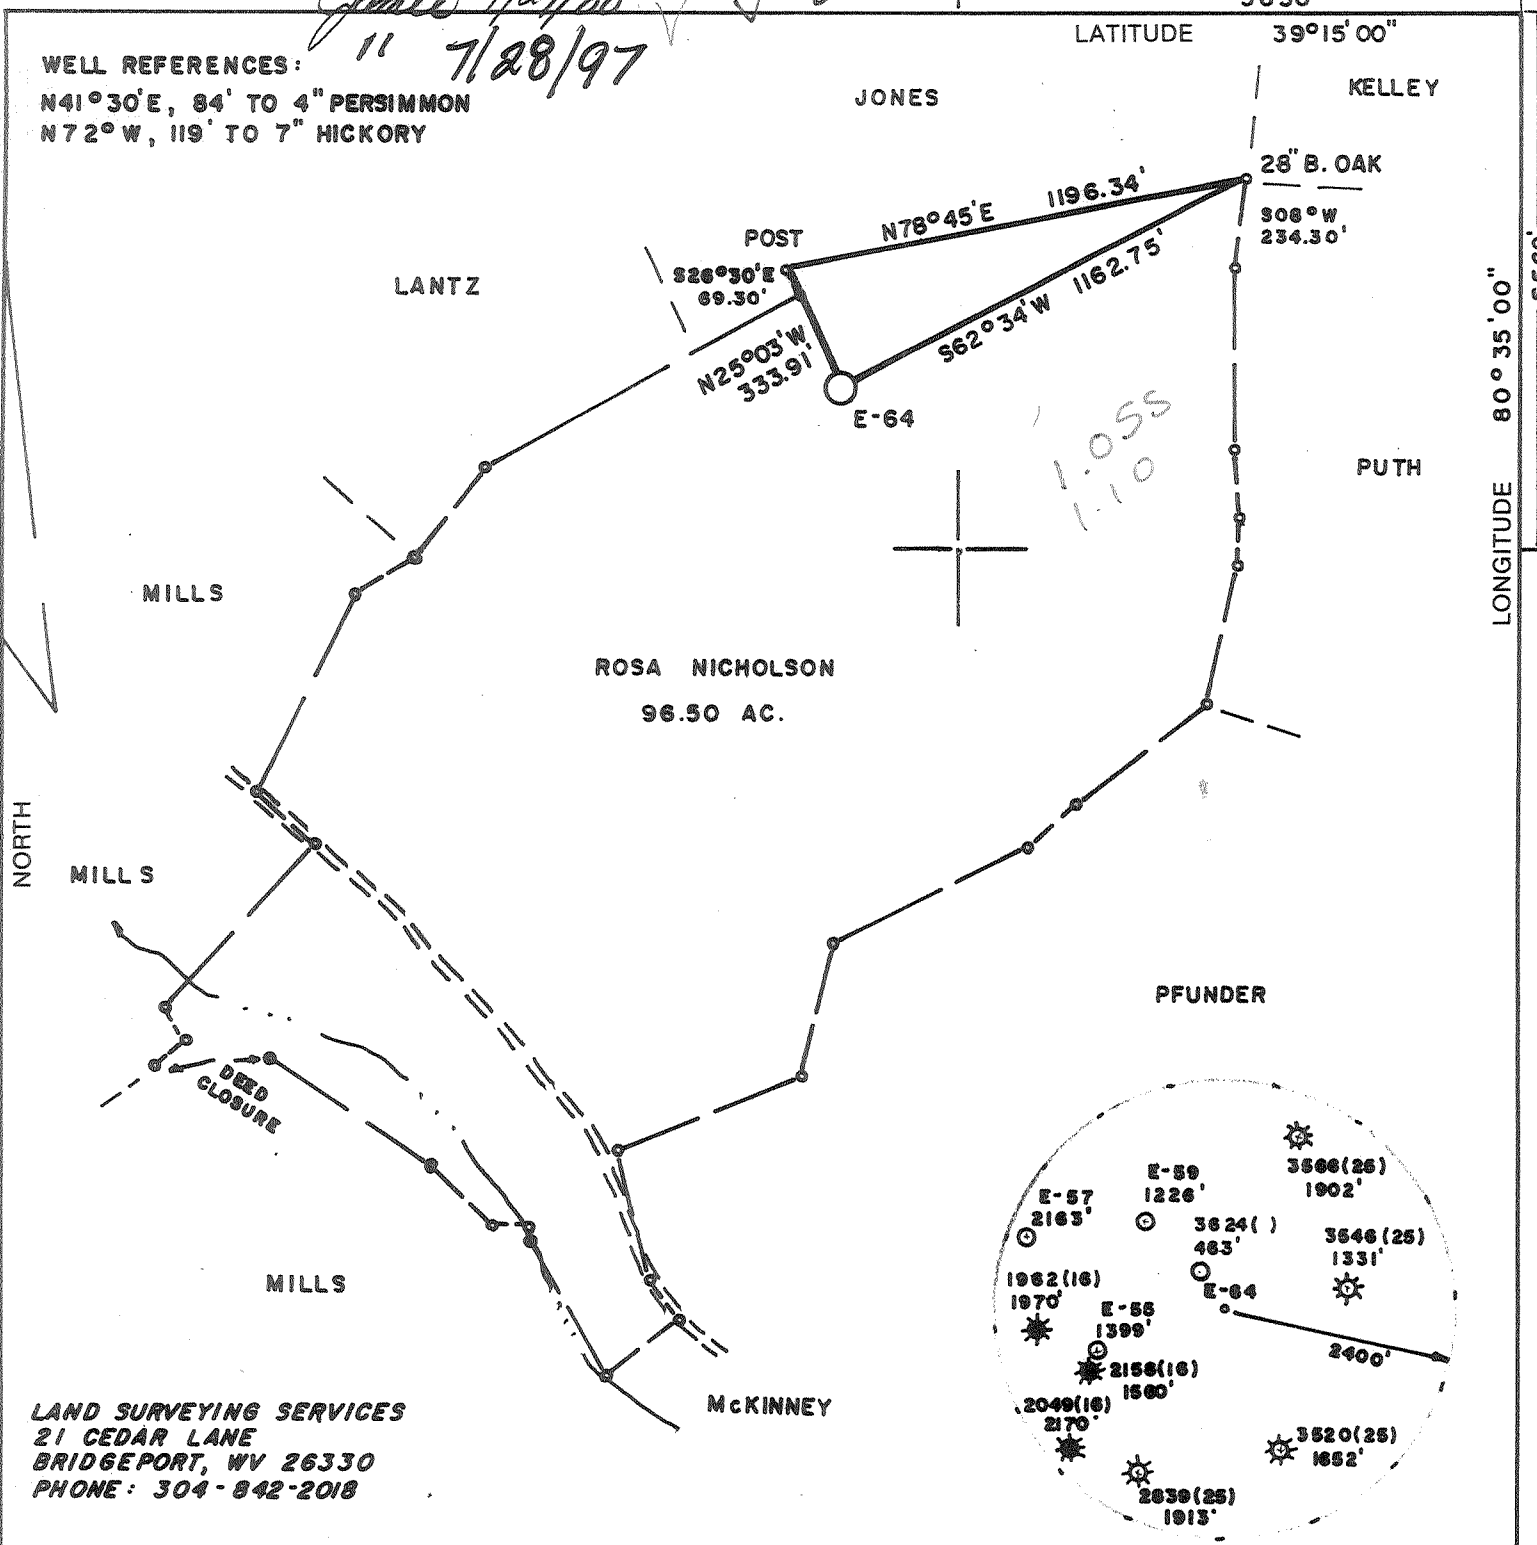 11 7/28/97
LATITUDE 39°15'00"
WELL REFERENCES:
N41°30'E, 84' TO 4" PERSIMMON
N72°W, 119' TO 7" HICKORY
JONES
KELLEY
28" B. OAK
S08°W
234.30'
N78°45'E 1196.34'
POST
S26°30'E
69.30'
LANTZ
S62°34'W 1162.75'
N25°03'W
333.91'
E-64
1.055
1.10
PUTH
LONGITUDE 80°35'00"
MILLS
ROSA NICHOLSON
96.50 AC.
NORTH
MILLS
PFUNDER
DEED
CLOSURE
MILLS
McKINNEY
3566(25)
1902'
E-59
1226'
E-57
2163'
3624( )
463'
3546(25)
1331'
1962(16)
1970'
E-64
E-55
1399'
2400'
2156(16)
1560'
2049(16)
2170'
3520(25)
1652'
2839(25)
1913'
LAND SURVEYING SERVICES
21 CEDAR LANE
BRIDGEPORT, WV 26330
PHONE: 304-842-2018